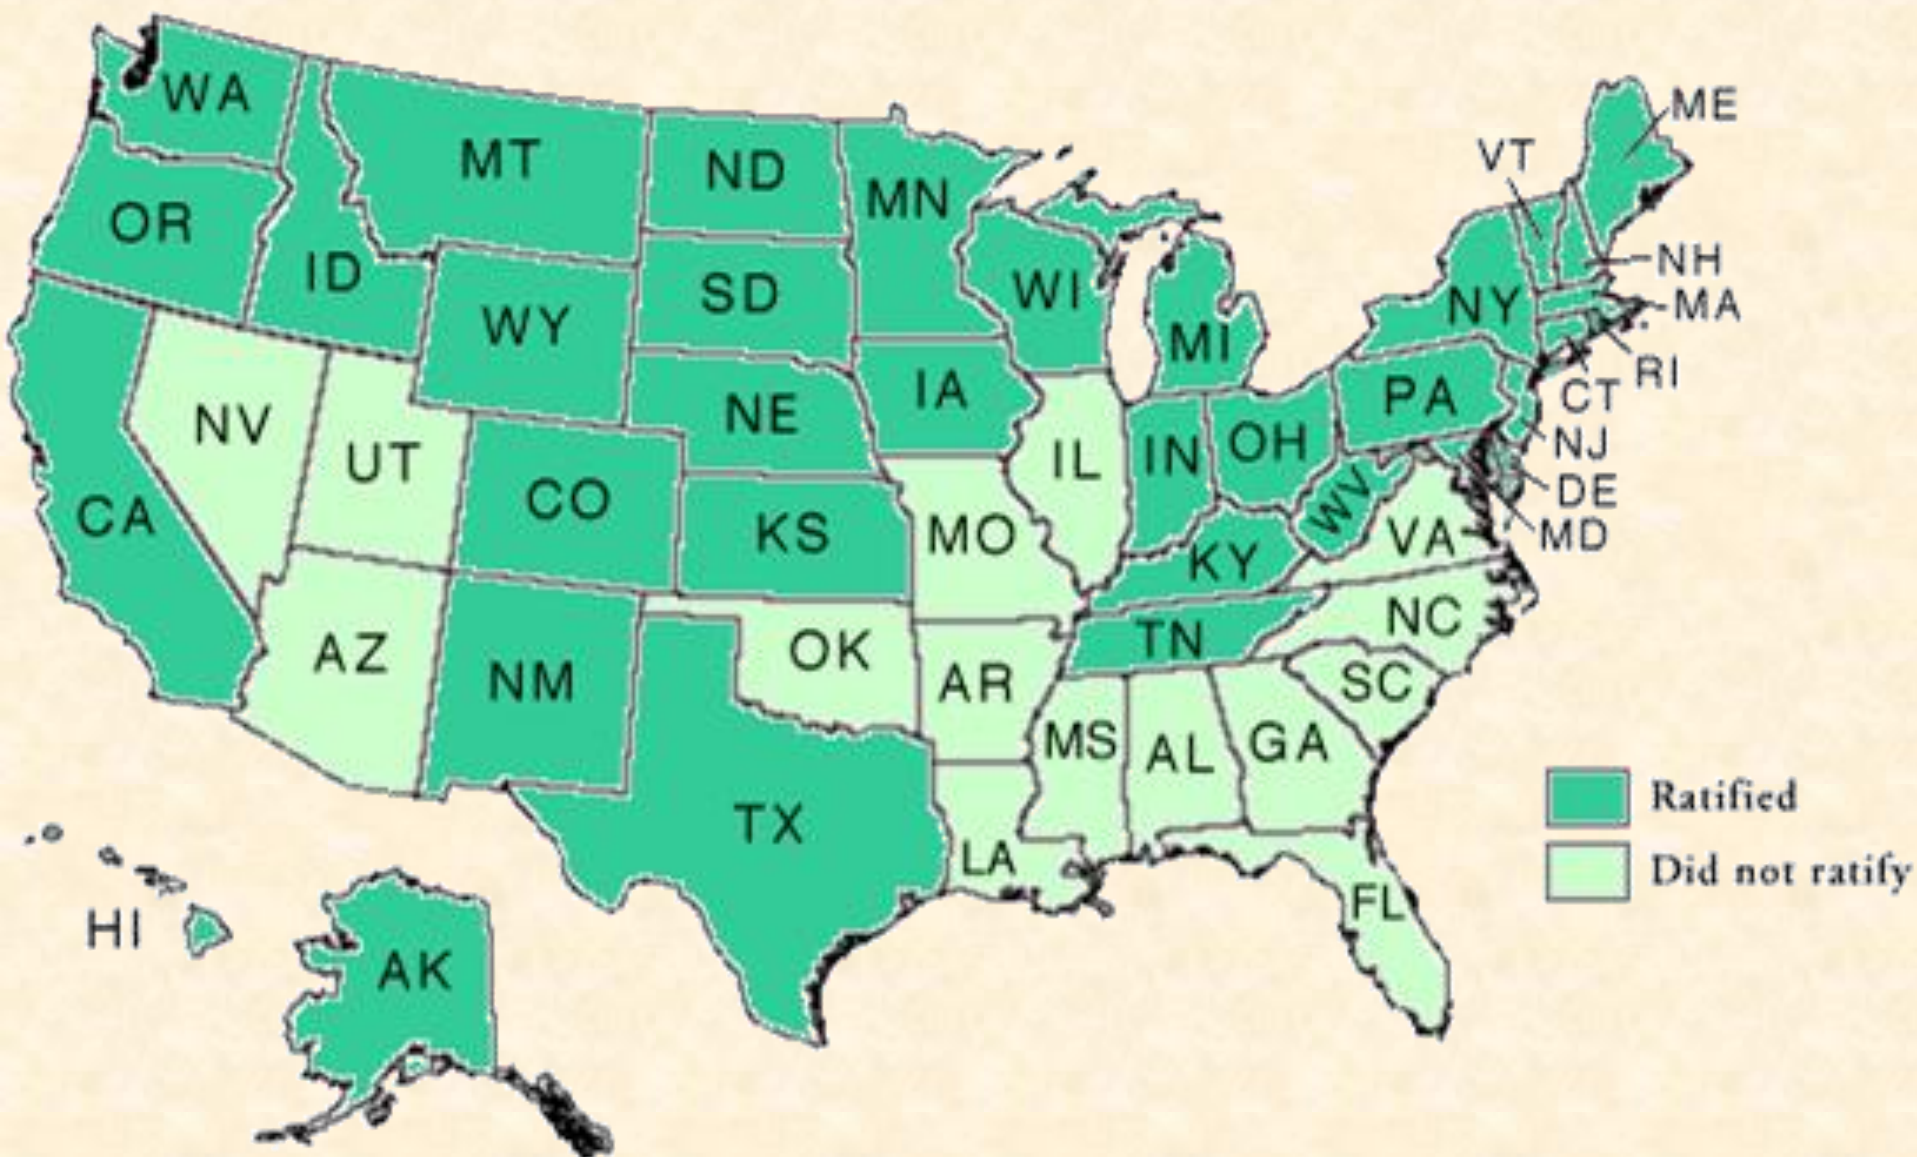 WA
MT
ND
MN
VT
ME
OR
ID
WY
SD
WI
MI
NY
NH
MA
RI
CT
NV
UT
CO
NE
IA
IL
IN
OH
PA
NJ
DE
MD
CA
KS
MO
KY
WV
VA
AZ
NM
OK
AR
TN
NC
SC
TX
LA
MS
AL
GA
FL
HI
AK
Ratified
Did not ratify